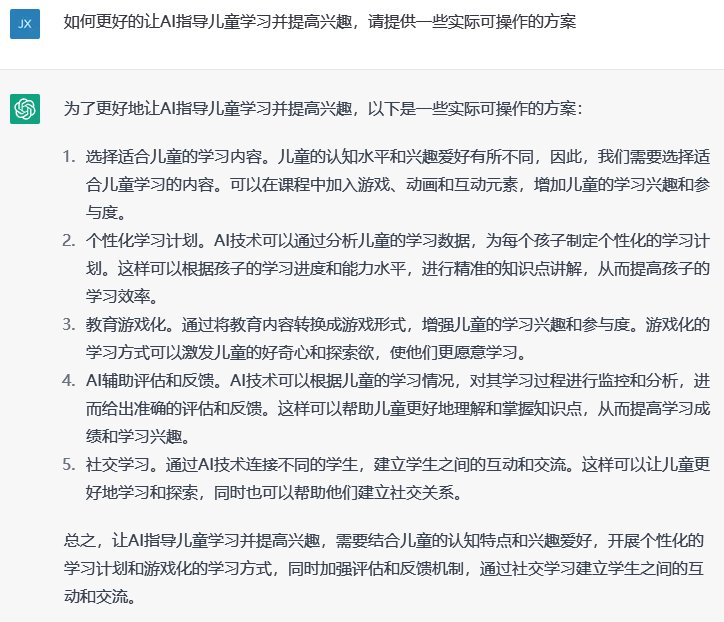 JX
如何更好的让AI指导儿童学习并提高兴趣，请提供一些实际可操作的方案
为了更好地让AI指导儿童学习并提高兴趣，以下是一些实际可操作的方案：
1. 选择适合儿童的学习内容。儿童的认知水平和兴趣爱好有所不同，因此，我们需要选择适
合儿童学习的内容。可以在课程中加入游戏、动画和互动元素，增加儿童的学习兴趣和参
与度。
2. 个性化学习计划。AI技术可以通过分析儿童的学习数据，为每个孩子制定个性化的学习计
划。这样可以根据孩子的学习进度和能力水平，进行精准的知识点讲解，从而提高孩子的
学习效率。
3. 教育游戏化。通过将教育内容转换成游戏形式，增强儿童的学习兴趣和参与度。游戏化的
学习方式可以激发儿童的好奇心和探索欲，使他们更愿意学习。
4. AI辅助评估和反馈。AI技术可以根据儿童的学习情况，对其学习过程进行监控和分析，进
而给出准确的评估和反馈。这样可以帮助儿童更好地理解和掌握知识点，从而提高学习成
绩和学习兴趣。
5. 社交学习。通过AI技术连接不同的学生，建立学生之间的互动和交流。这样可以让儿童更
好地学习和探索，同时也可以帮助他们建立社交关系。
总之，让AI指导儿童学习并提高兴趣，需要结合儿童的认知特点和兴趣爱好，开展个性化的
学习计划和游戏化的学习方式，同时加强评估和反馈机制，通过社交学习建立学生之间的互
动和交流。